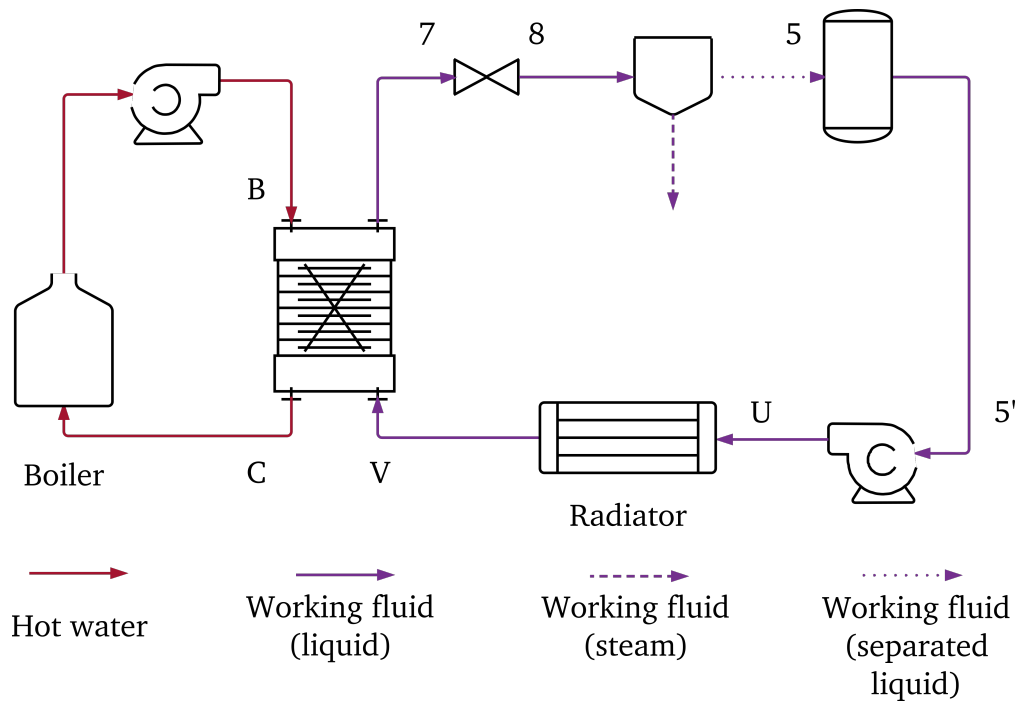 7
8
5
B
U
5'
C
V
Boiler
Radiator
Hot water
Working fluid
(liquid)
Working fluid
(steam)
Working fluid
(separated
liquid)